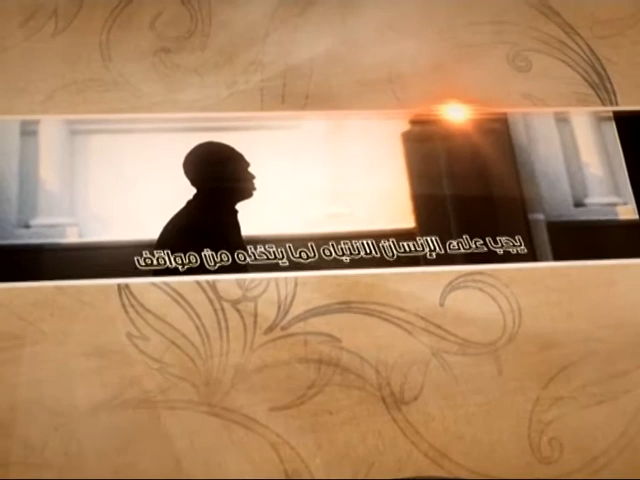 يجب على الإنسان الانتباه لما يتخذه من مواقف